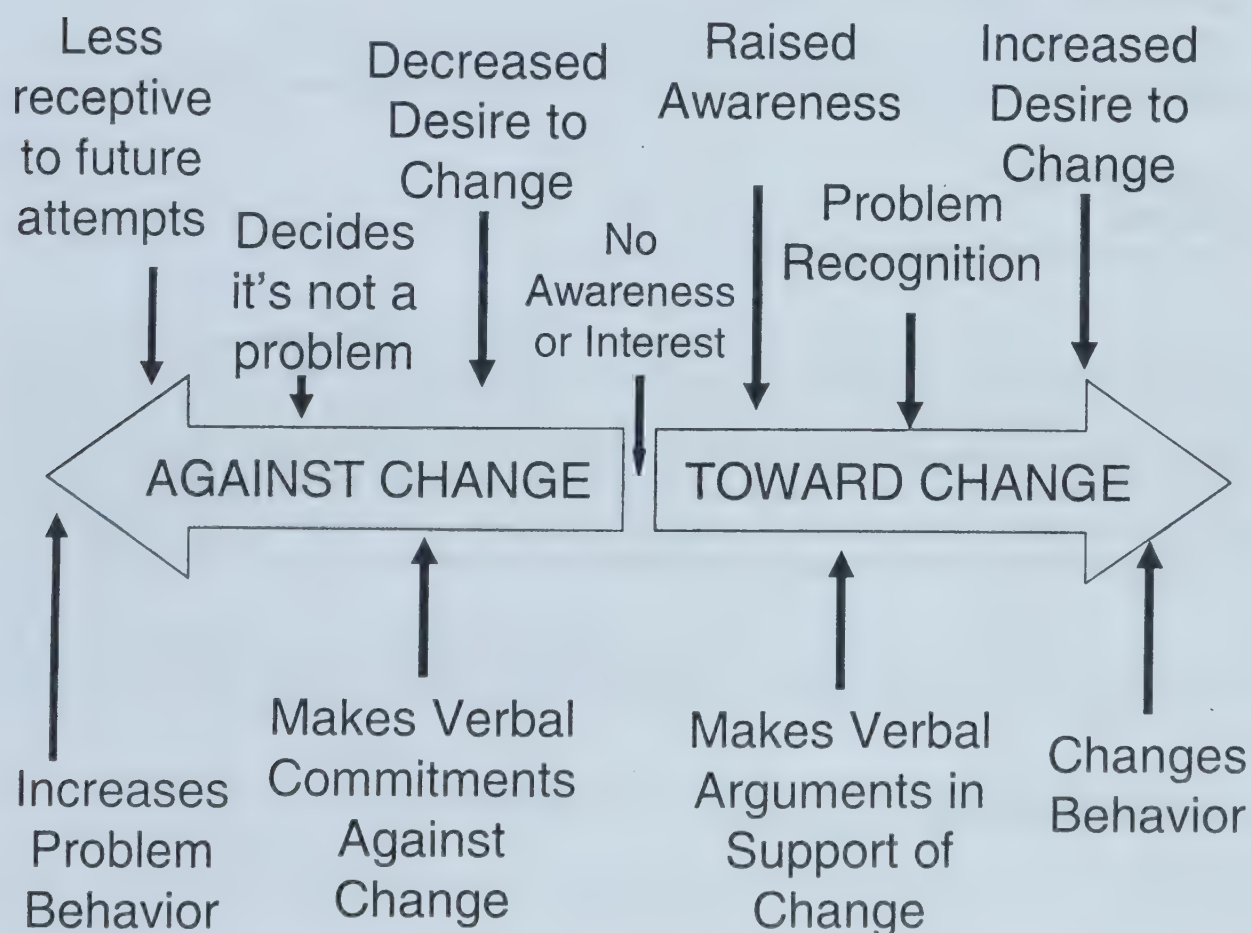 Less
receptive
to future
attempts
Decides
it's not a
problem
Decreased
Desire to
Change
No
Awareness
or Interest
Raised
Awareness
Problem
Recognition
Increased
Desire to
Change
AGAINST CHANGE
TOWARD CHANGE
Increases
Problem
Behavior
Makes Verbal
Commitments
Against
Change
Makes Verbal
Arguments in
Support of
Change
Changes
Behavior